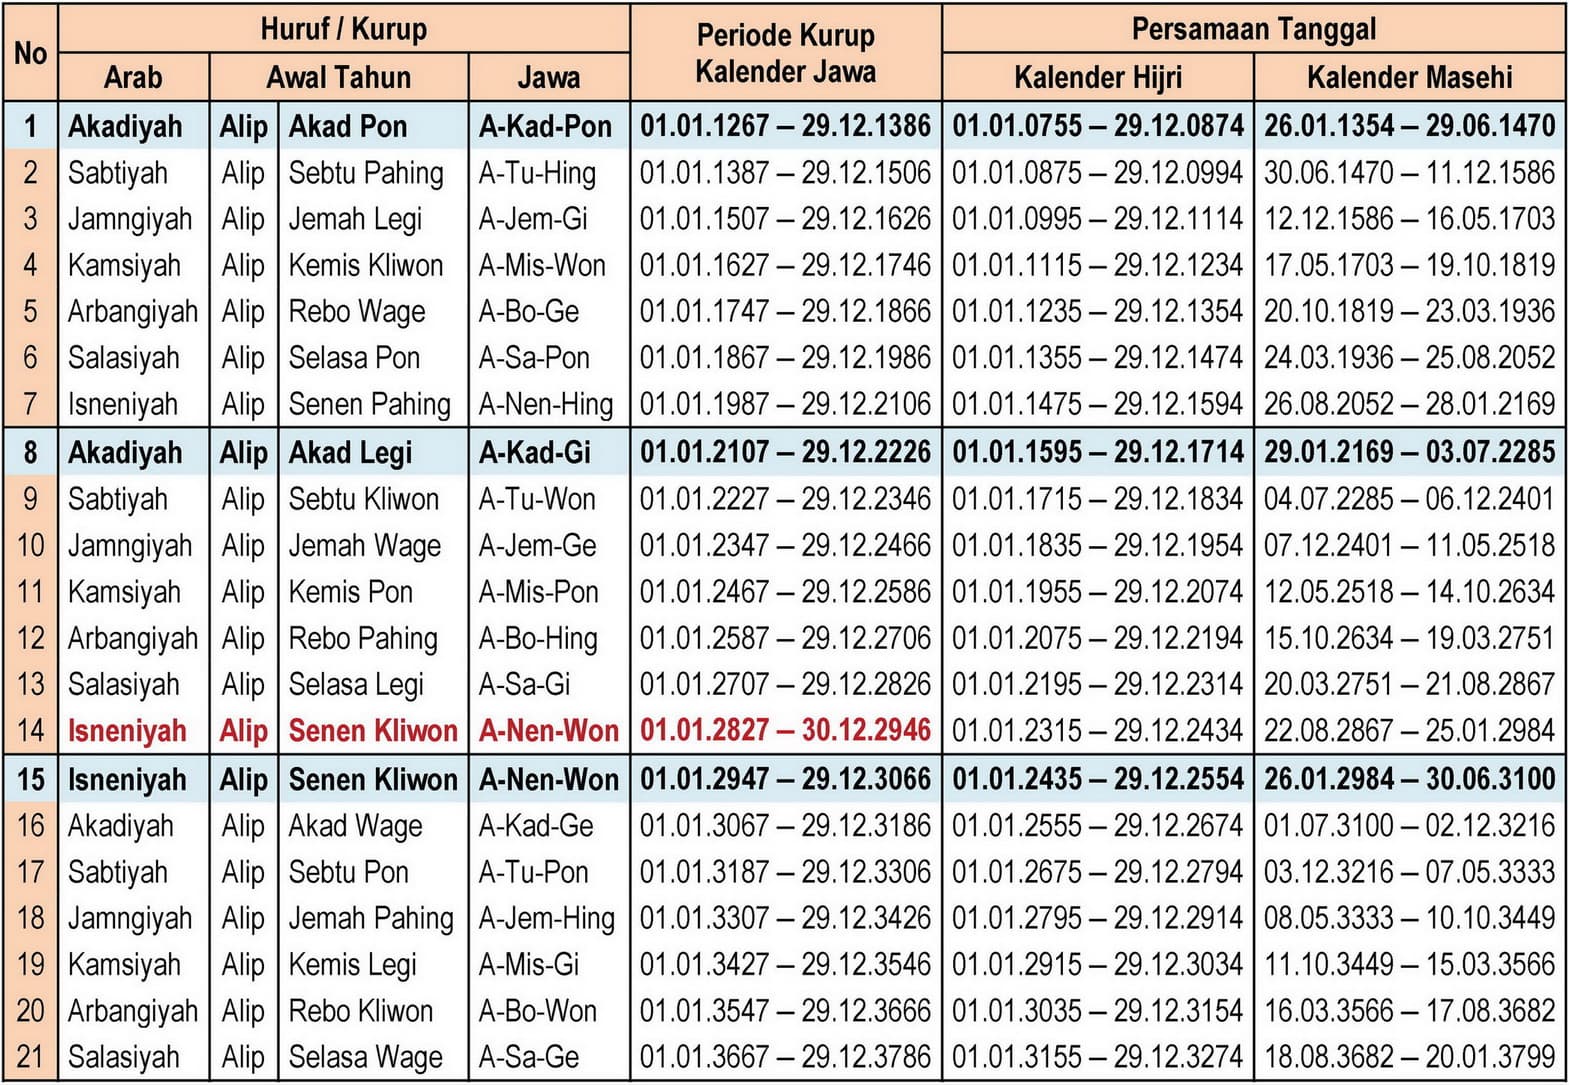 No Huruf / Kurup Periode Kurup Kalender Jawa Persamaan Tanggal
Arab Awal Tahun Jawa Kalender Hijri Kalender Masehi
1 Akadiyah Alip Akad Pon A-Kad-Pon 01.01.1267 – 29.12.1386 01.01.0755 – 29.12.0874 26.01.1354 – 29.06.1470
2 Sabtiyah Alip Sebtu Pahing A-Tu-Hing 01.01.1387 – 29.12.1506 01.01.0875 – 29.12.0994 30.06.1470 – 11.12.1586
3 Jamngiyah Alip Jemah Legi A-Jem-Gi 01.01.1507 – 29.12.1626 01.01.0995 – 29.12.1114 12.12.1586 – 16.05.1703
4 Kamsiyah Alip Kemis Kliwon A-Mis-Won 01.01.1627 – 29.12.1746 01.01.1115 – 29.12.1234 17.05.1703 – 19.10.1819
5 Arbangiyah Alip Rebo Wage A-Bo-Ge 01.01.1747 – 29.12.1866 01.01.1235 – 29.12.1354 20.10.1819 – 23.03.1936
6 Salasiyah Alip Selasa Pon A-Sa-Pon 01.01.1867 – 29.12.1986 01.01.1355 – 29.12.1474 24.03.1936 – 25.08.2052
7 Isneniyah Alip Senen Pahing A-Nen-Hing 01.01.1987 – 29.12.2106 01.01.1475 – 29.12.1594 26.08.2052 – 28.01.2169
8 Akadiyah Alip Akad Legi A-Kad-Gi 01.01.2107 – 29.12.2226 01.01.1595 – 29.12.1714 29.01.2169 – 03.07.2285
9 Sabtiyah Alip Sebtu Kliwon A-Tu-Won 01.01.2227 – 29.12.2346 01.01.1715 – 29.12.1834 04.07.2285 – 06.12.2401
10 Jamngiyah Alip Jemah Wage A-Jem-Ge 01.01.2347 – 29.12.2466 01.01.1835 – 29.12.1954 07.12.2401 – 11.05.2518
11 Kamsiyah Alip Kemis Pon A-Mis-Pon 01.01.2467 – 29.12.2586 01.01.1955 – 29.12.2074 12.05.2518 – 14.10.2634
12 Arbangiyah Alip Rebo Pahing A-Bo-Hing 01.01.2587 – 29.12.2706 01.01.2075 – 29.12.2194 15.10.2634 – 19.03.2751
13 Salasiyah Alip Selasa Legi A-Sa-Gi 01.01.2707 – 29.12.2826 01.01.2195 – 29.12.2314 20.03.2751 – 21.08.2867
14 Isneniyah Alip Senen Kliwon A-Nen-Won 01.01.2827 – 30.12.2946 01.01.2315 – 29.12.2434 22.08.2867 – 25.01.2984
15 Isneniyah Alip Senen Kliwon A-Nen-Won 01.01.2947 – 29.12.3066 01.01.2435 – 29.12.2554 26.01.2984 – 30.06.3100
16 Akadiyah Alip Akad Wage A-Kad-Ge 01.01.3067 – 29.12.3186 01.01.2555 – 29.12.2674 01.07.3100 – 02.12.3216
17 Sabtiyah Alip Sebtu Pon A-Tu-Pon 01.01.3187 – 29.12.3306 01.01.2675 – 29.12.2794 03.12.3216 – 07.05.3333
18 Jamngiyah Alip Jemah Pahing A-Jem-Hing 01.01.3307 – 29.12.3426 01.01.2795 – 29.12.2914 08.05.3333 – 10.10.3449
19 Kamsiyah Alip Kemis Legi A-Mis-Gi 01.01.3427 – 29.12.3546 01.01.2915 – 29.12.3034 11.10.3449 – 15.03.3566
20 Arbangiyah Alip Rebo Kliwon A-Bo-Won 01.01.3547 – 29.12.3666 01.01.3035 – 29.12.3154 16.03.3566 – 17.08.3682
21 Salasiyah Alip Selasa Wage A-Sa-Ge 01.01.3667 – 29.12.3786 01.01.3155 – 29.12.3274 18.08.3682 – 20.01.3799